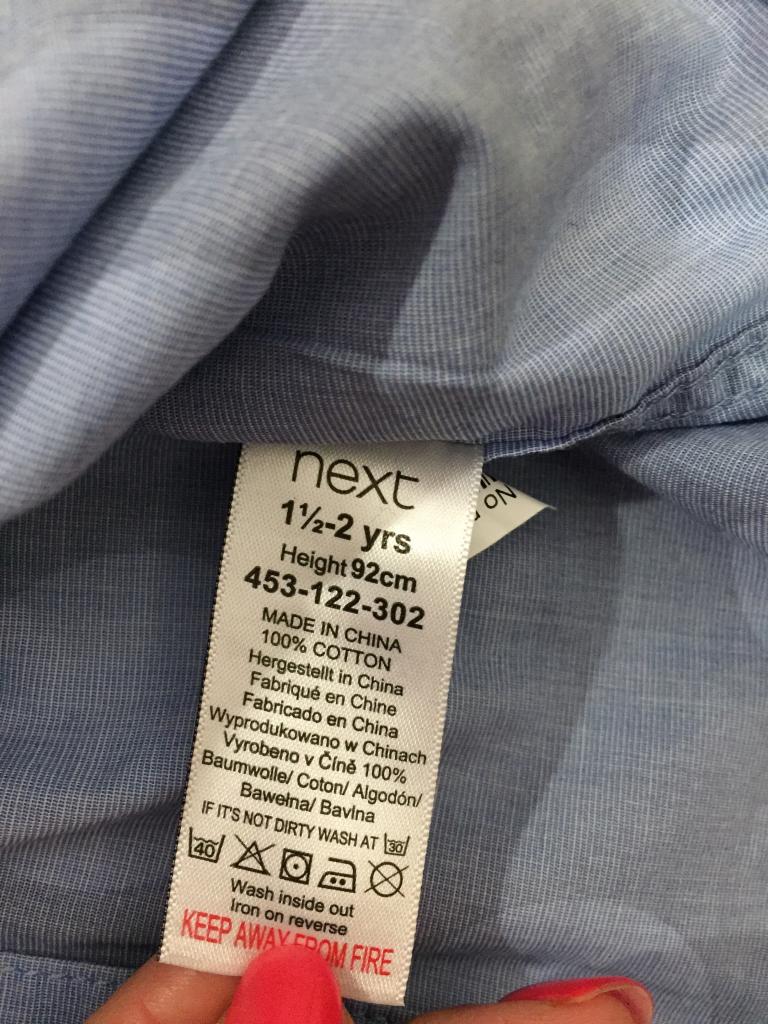 next
1½-2 yrs
Height 92cm
453-122-302
MADE IN CHINA
100% COTTON
Hergestellt in China
Fabriqué en Chine
Fabricado en China
Wyprodukowano w Chinach
Vyrobeno v Číně 100%
Baumwolle/ Coton/ Algodón/
Bawełna/ Bavlna
IF IT'S NOT DIRTY WASH AT 30
40
Wash inside out
Iron on reverse
KEEP AWAY FROM FIRE
NO